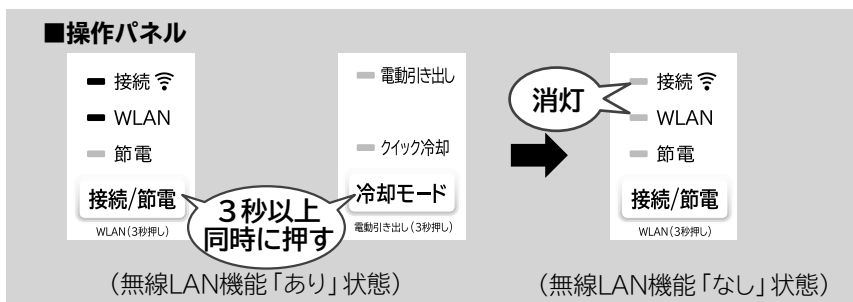 ■操作パネル
接続
WLAN
節電
接続/節電
WLAN(3秒押し)
3秒以上
同時に押す
電動引き出し
クイック冷却
冷却モード
電動引き出し(3秒押し)
(無線LAN機能「あり」状態)
消灯
接続
WLAN
節電
接続/節電
WLAN(3秒押し)
(無線LAN機能「なし」状態)